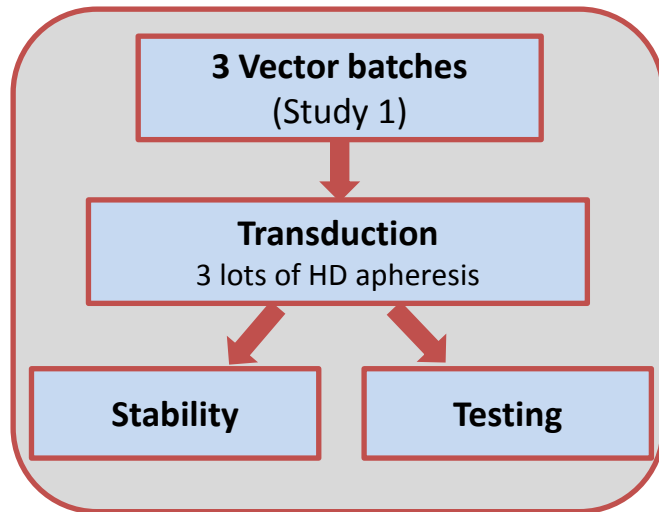 3 Vector batches
(Study 1)
Transduction
3 lots of HD apheresis
Stability
Testing